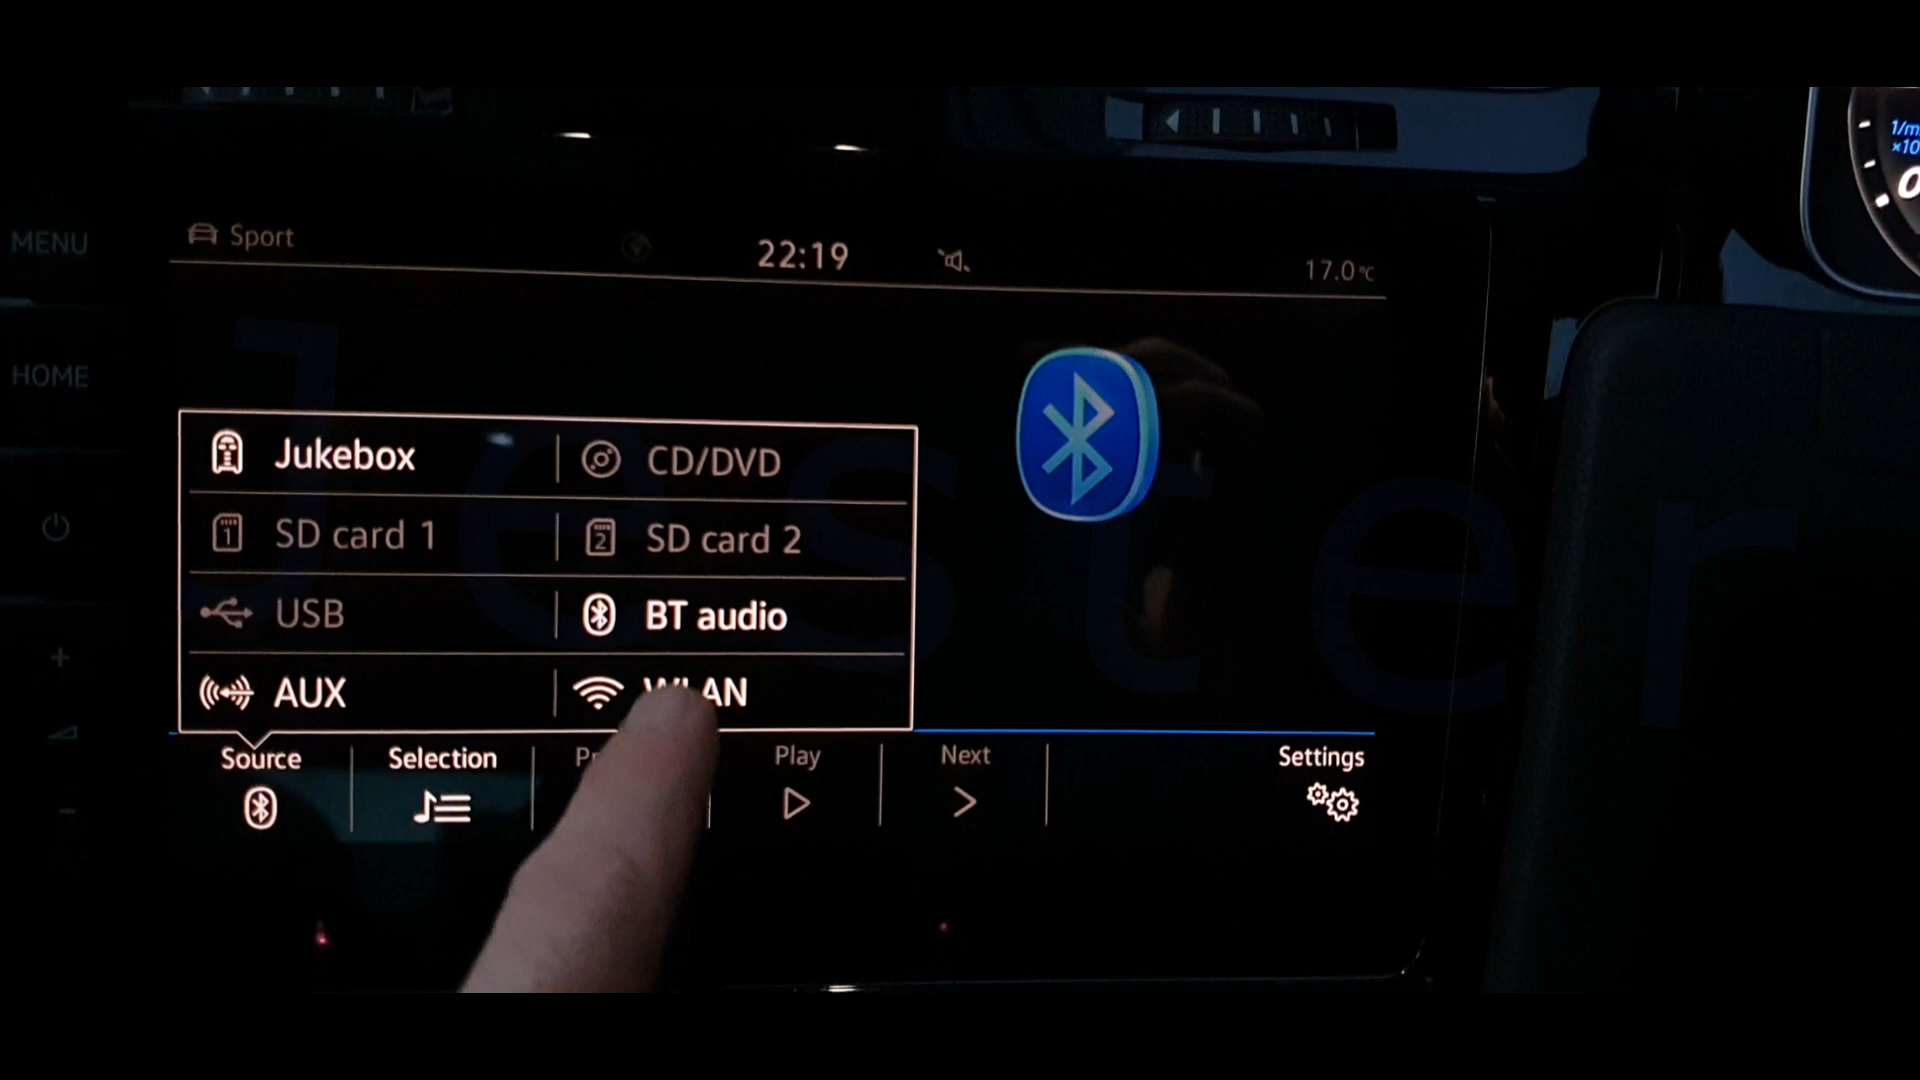 MENU
HOME
Sport
22:19
17.0°C
Jukebox
CD/DVD
SD card 1
SD card 2
USB
BT audio
AUX
WLAN
Source
Selection
Play
Next
Settings
Jester